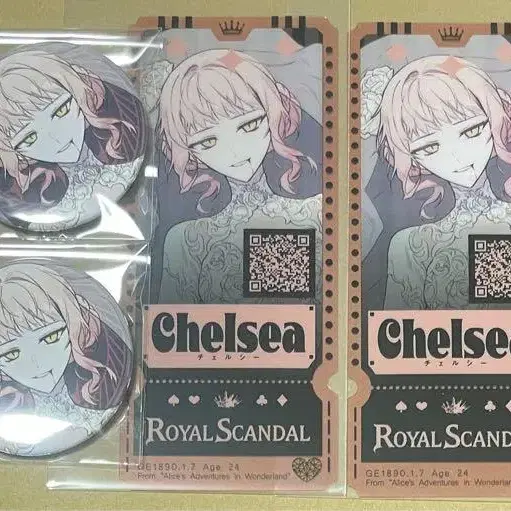 Chelsea
チェルシー
ROYAL SCANDAL
GE1890.1.7 Age 24
From "Alice's Adventures in Wonderland"
Chelsea
チェルシー
ROYAL SCAND
GE1890.1.7 Age 24
From "Alice's Adventures in Wonder